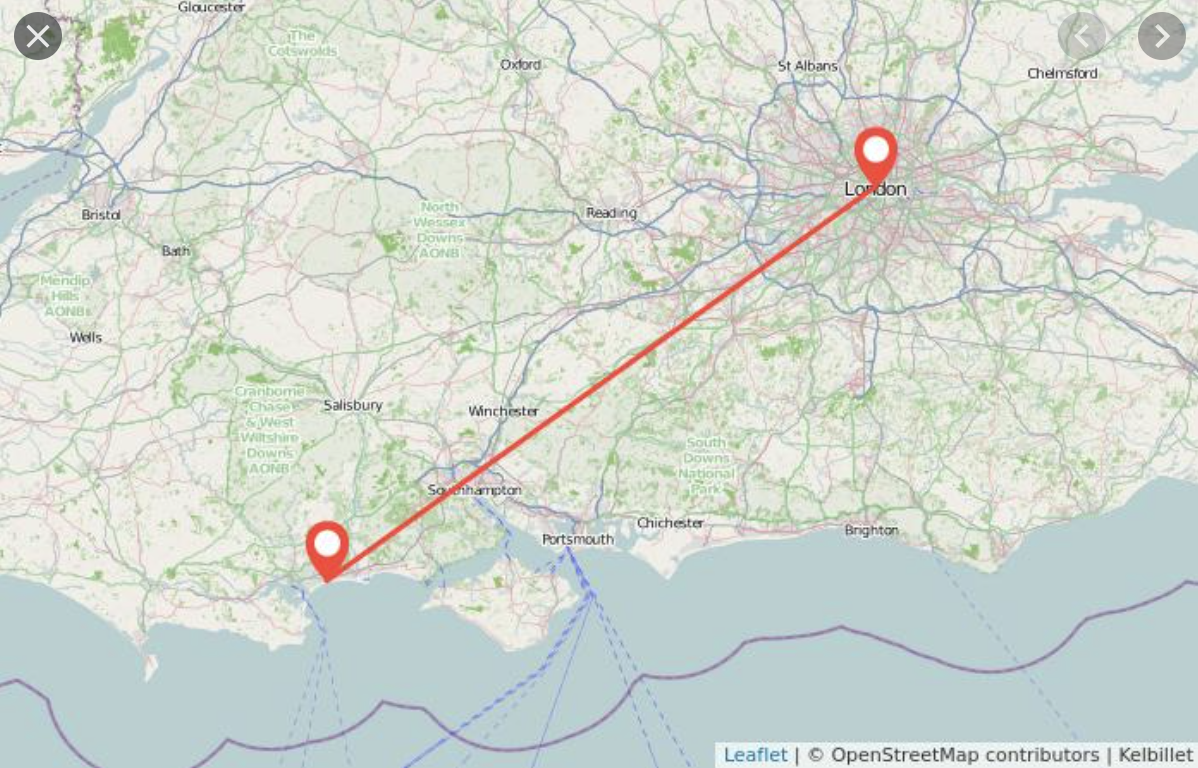 Gloucester
The
Cotswolds
Oxford
St Albans
Chelmsford
London
Bristol
Reading
North
Wessex
Downs
AONB
Bath
Mendip
Hills
AONB
Wells
Cranborne
Chase
& West
Wiltshire
Downs
AONB
Salisbury
Winchester
South
Downs
National
Park
Southampton
Chichester
Brighton
Portsmouth
Leaflet | © OpenStreetMap contributors | Kelbillet